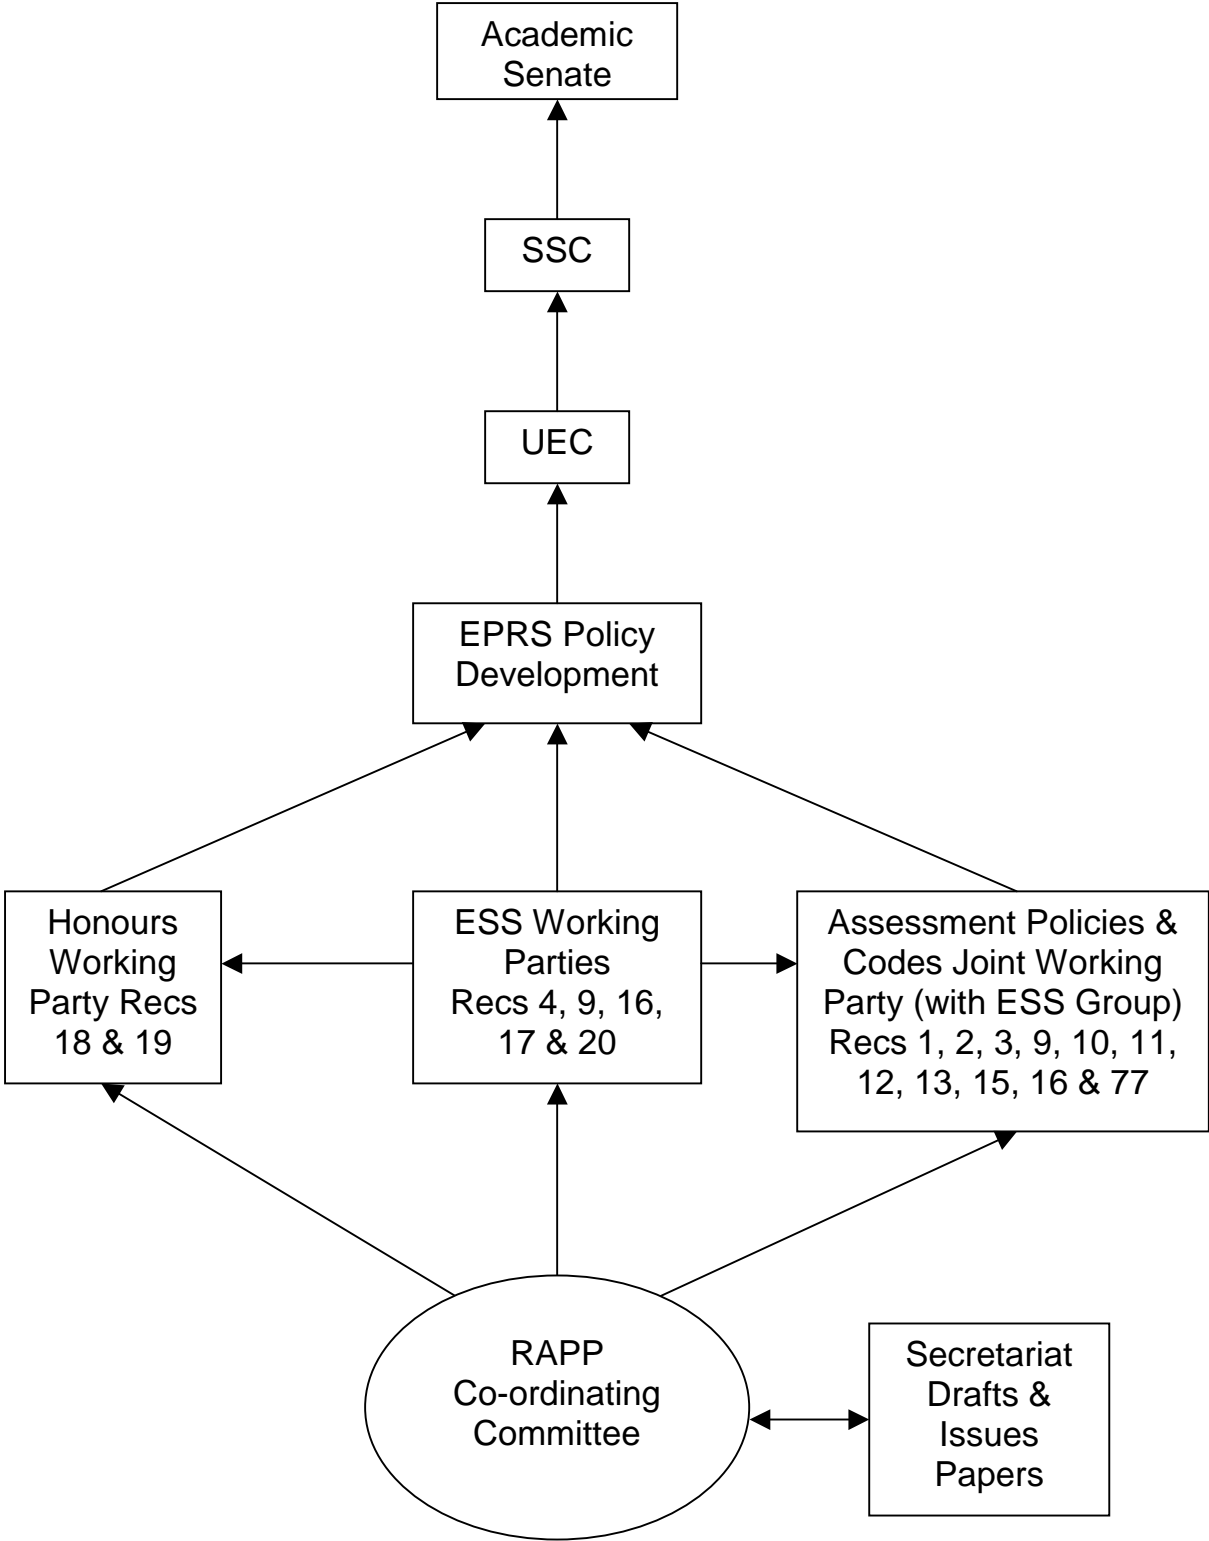 Academic
Senate
SSC
UEC
EPRS Policy
Development
Honours
Working
Party Recs
18 & 19
ESS Working
Parties
Recs 4, 9, 16,
17 & 20
Assessment Policies &
Codes Joint Working
Party (with ESS Group)
Recs 1, 2, 3, 9, 10, 11,
12, 13, 15, 16 & 77
RAPP
Co-ordinating
Committee
Secretariat
Drafts &
Issues
Papers